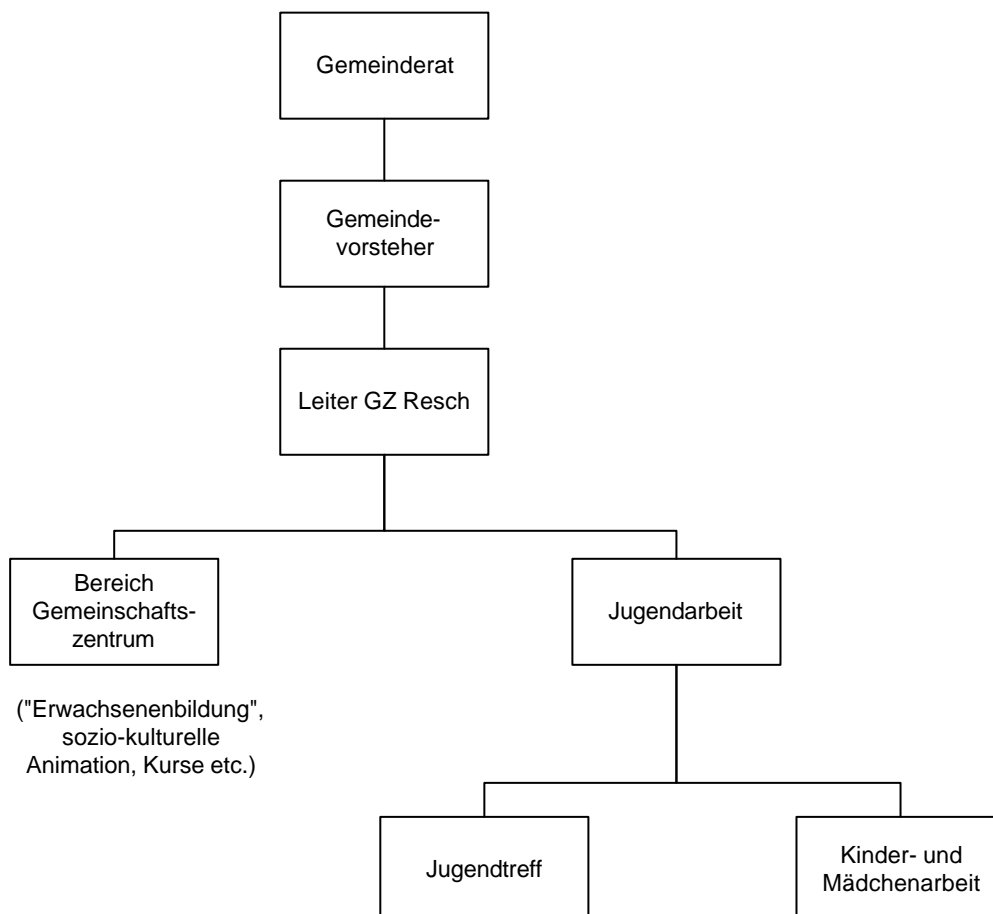 Gemeinderat
Gemeinde-
vorsteher
Leiter GZ Resch
Bereich
Gemeinschafts-
zentrum
Jugendarbeit
("Erwachsenenbildung",
sozio-kulturelle
Animation, Kurse etc.)
Jugendtreff
Kinder- und
Mädchenarbeit